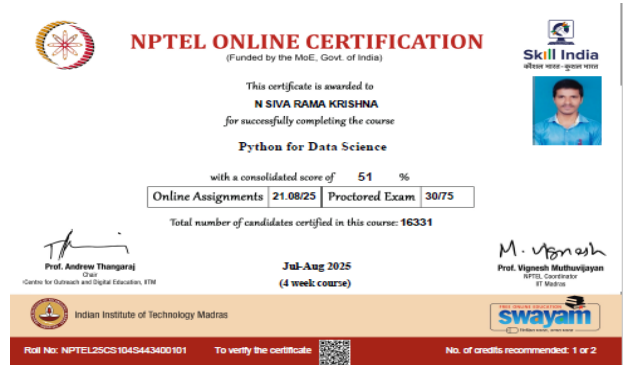 NPTEL ONLINE CERTIFICATION
(Funded by the MoE, Govt. of India)
Skill India
कौशल भारत-कुशल भारत
This certificate is awarded to
N SIVA RAMA KRISHNA
for successfully completing the course
Python for Data Science
with a consolidated score of 51 %
Online Assignments 21.08/25 Proctored Exam 30/75
Total number of candidates certified in this course: 16331
M. Vignesh
Prof. Andrew Thangaraj
Chair
Centre for Outreach and Digital Education, IITM
Jul-Aug 2025
(4 week course)
Prof. Vignesh Muthuvijayan
NPTEL Coordinator
IIT Madras
Indian Institute of Technology Madras
FREE ONLINE EDUCATION
swayam
Roll No: NPTEL25CS104S443400101 To verify the certificate No. of credits recommended: 1 or 2